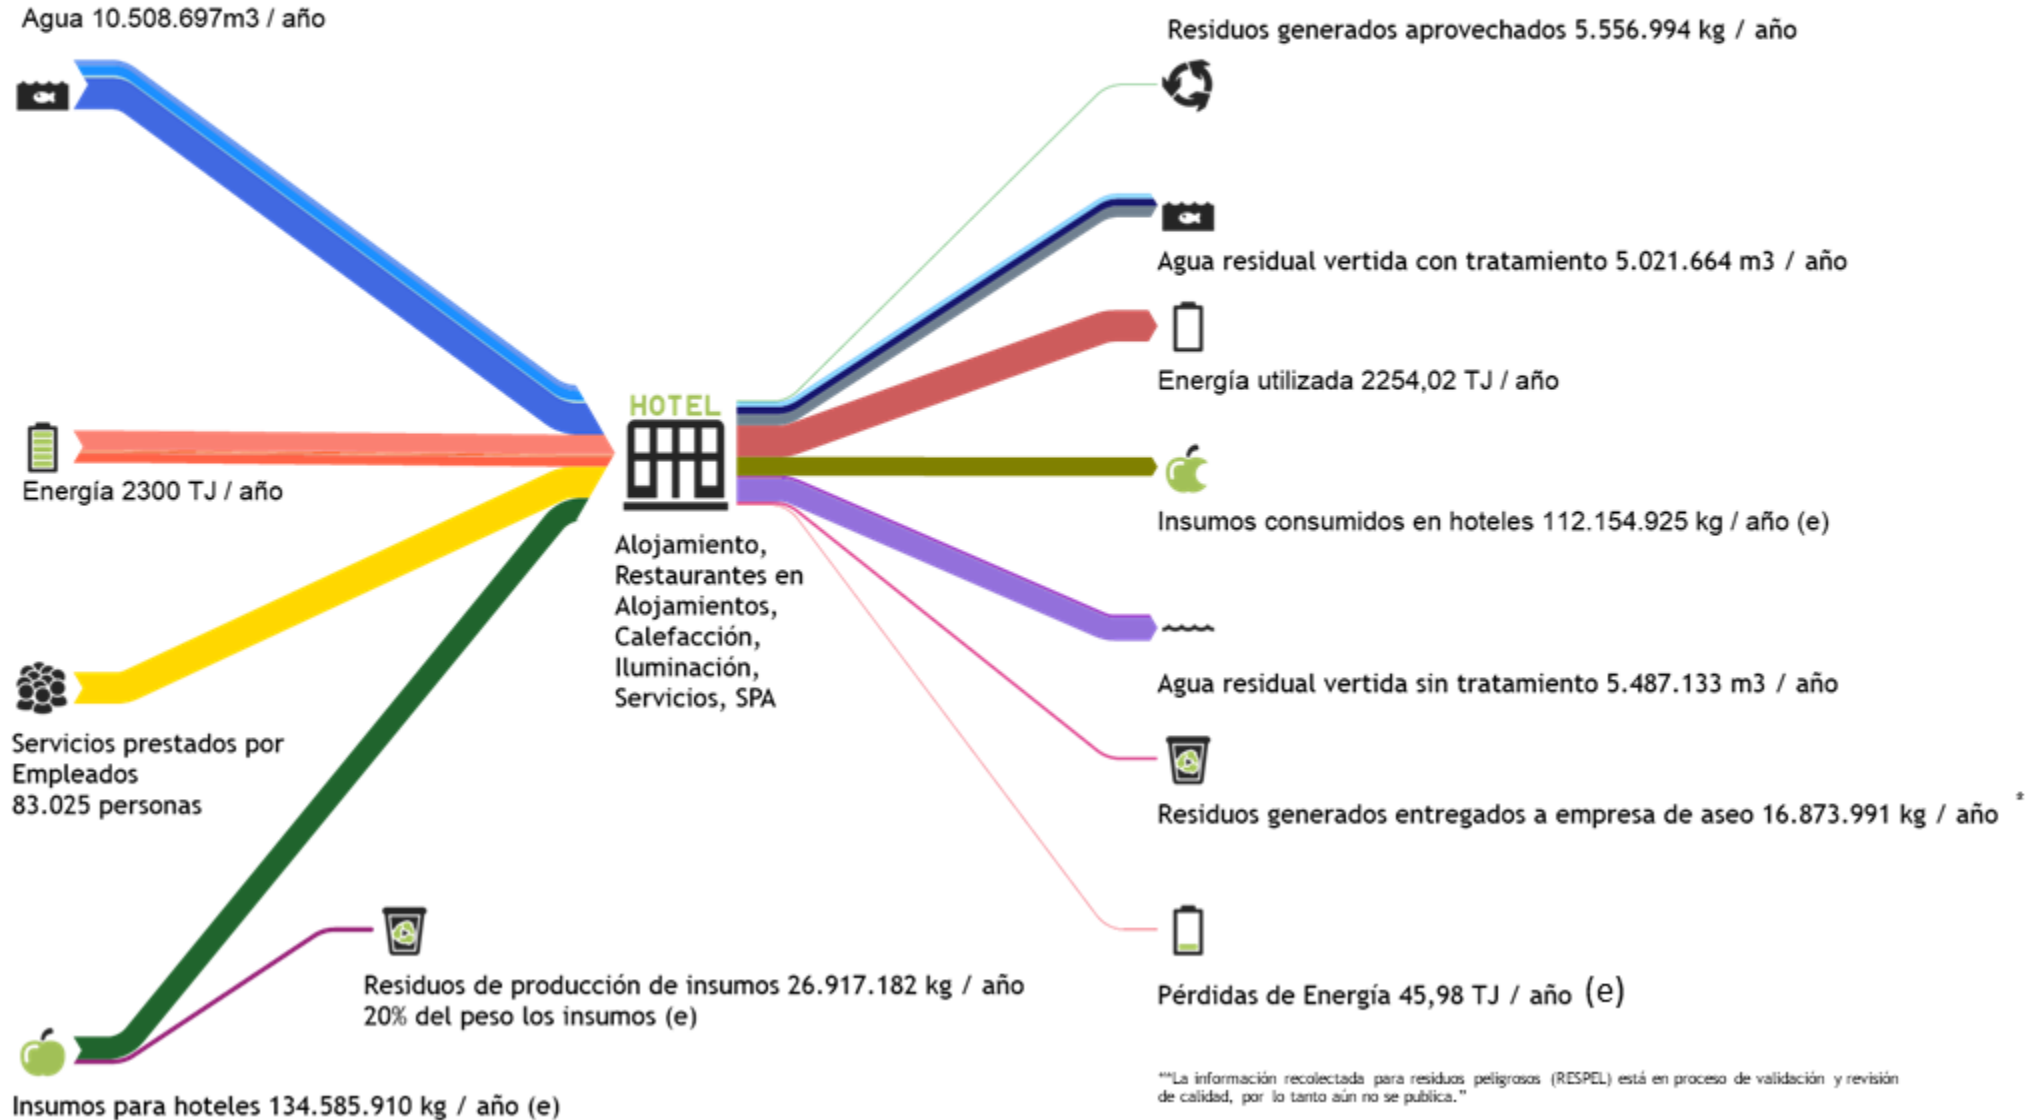 Agua 10.508.697m3 / año
Energía 2300 TJ / año
Servicios prestados por
Empleados
83.025 personas
Residuos de producción de insumos 26.917.182 kg / año
20% del peso los insumos (e)
Insumos para hoteles 134.585.910 kg / año (e)
HOTEL
Alojamiento,
Restaurantes en
Alojamientos,
Calefacción,
Iluminación,
Servicios, SPA
Residuos generados aprovechados 5.556.994 kg / año
Agua residual vertida con tratamiento 5.021.664 m3 / año
Energía utilizada 2254,02 TJ / año
Insumos consumidos en hoteles 112.154.925 kg / año (e)
Agua residual vertida sin tratamiento 5.487.133 m3 / año
Residuos generados entregados a empresa de aseo 16.873.991 kg / año *
Pérdidas de Energía 45,98 TJ / año (e)
"*La información recolectada para residuos peligrosos (RESPEL) está en proceso de validación y revisión
de calidad, por lo tanto aún no se publica."